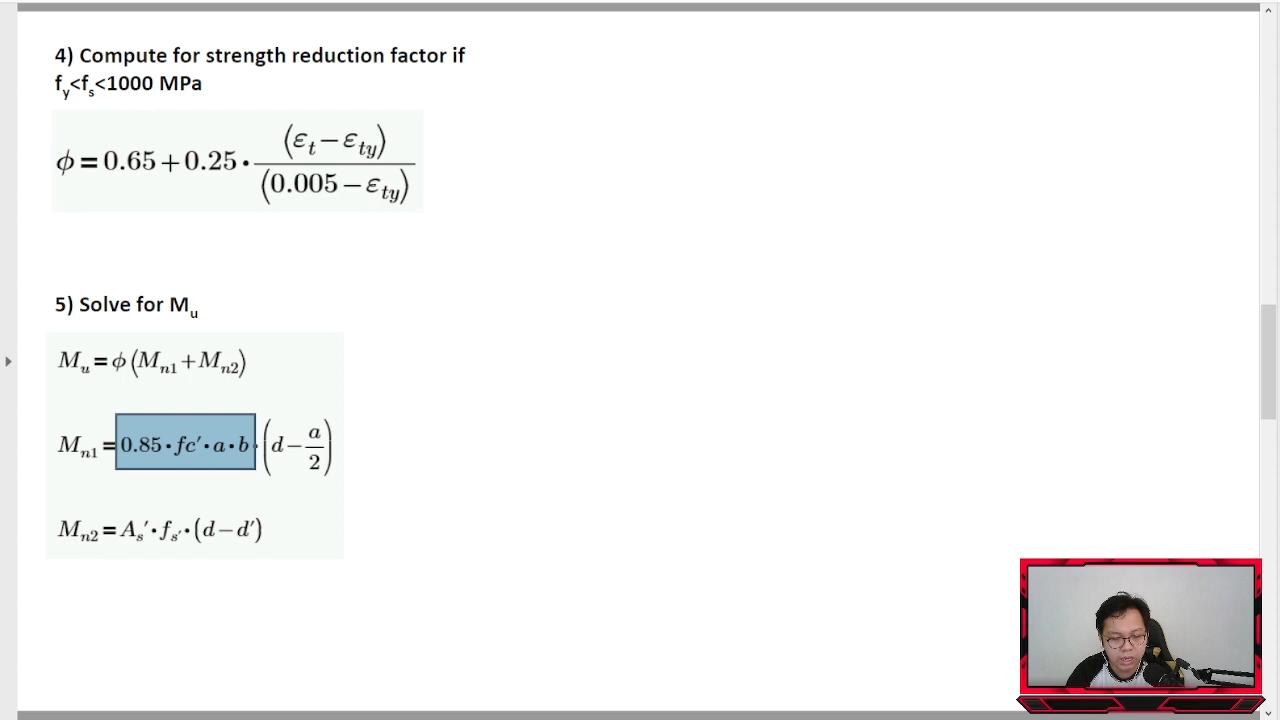 4) Compute for strength reduction factor if
fy<fs<1000 MPa
ϕ = 0.65 + 0.25 · (εt − εty) / (0.005 − εty)
5) Solve for Mu
Mu = ϕ (Mn1 + Mn2)
Mn1 = 0.85 · fc′ · a · b · (d − a/2)
Mn2 = As′ · fs′ · (d − d′)